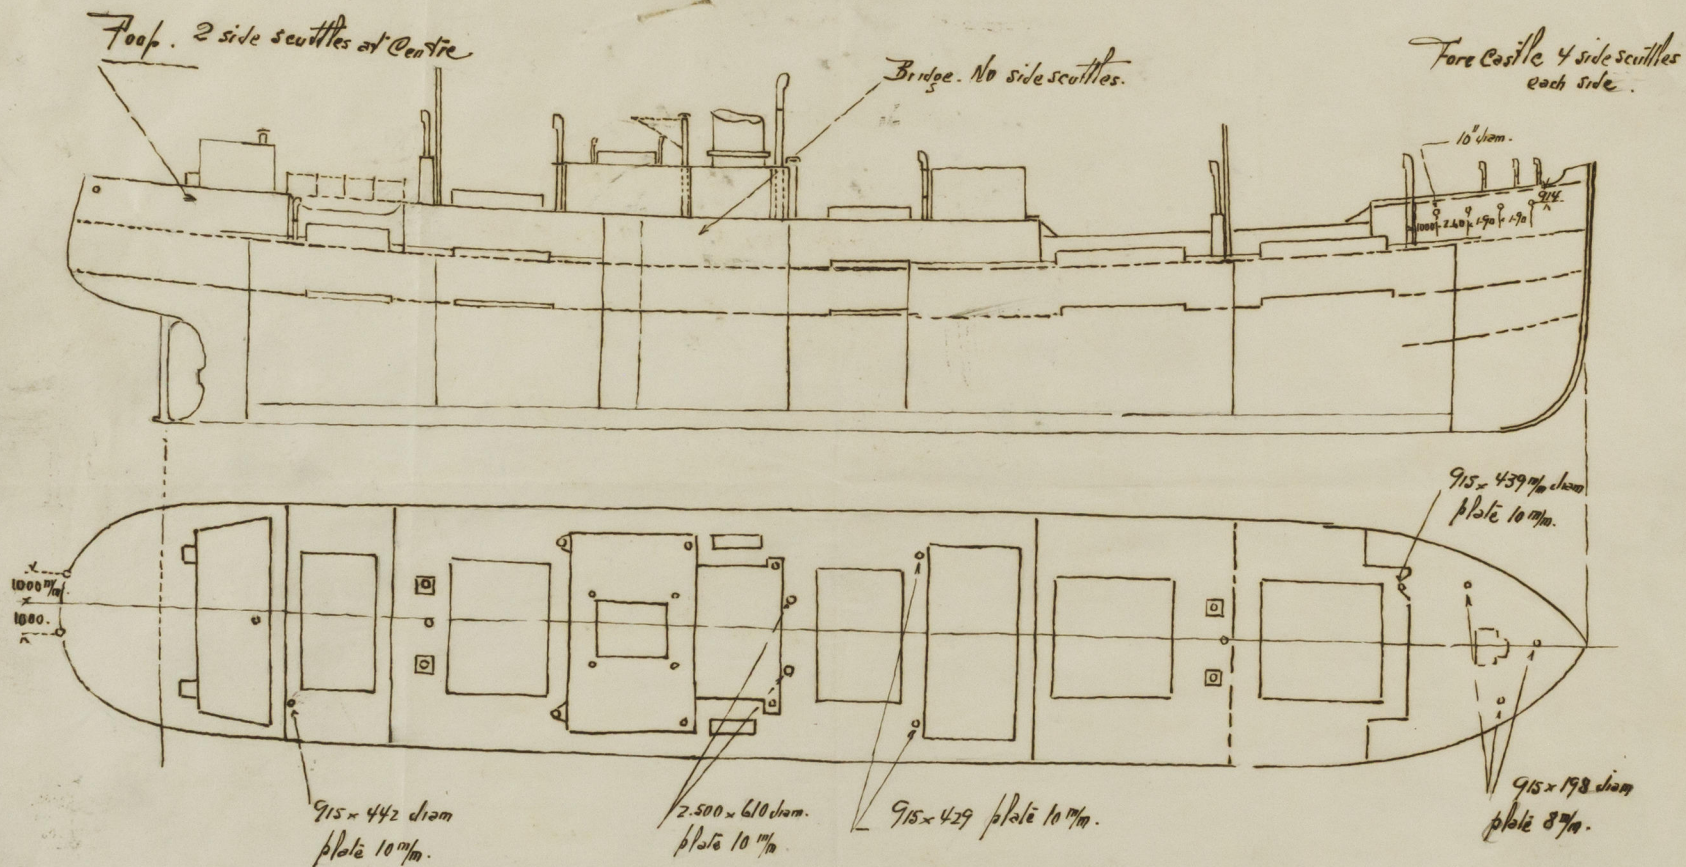 Poop. 2 side scuttles at Centre
Bridge. No side scuttles.
Fore Castle 4 side scuttles
each side.
10" diam.
914
1000 2.40 1.90 1.90
915 x 439 m/m diam
plate 10 m/m.
1000 m/m
1000.
915 x 442 diam
plate 10 m/m.
2.500 x 610 diam.
plate 10 m/m.
915 x 429 plate 10 m/m.
915 x 198 diam
plate 8 m/m.